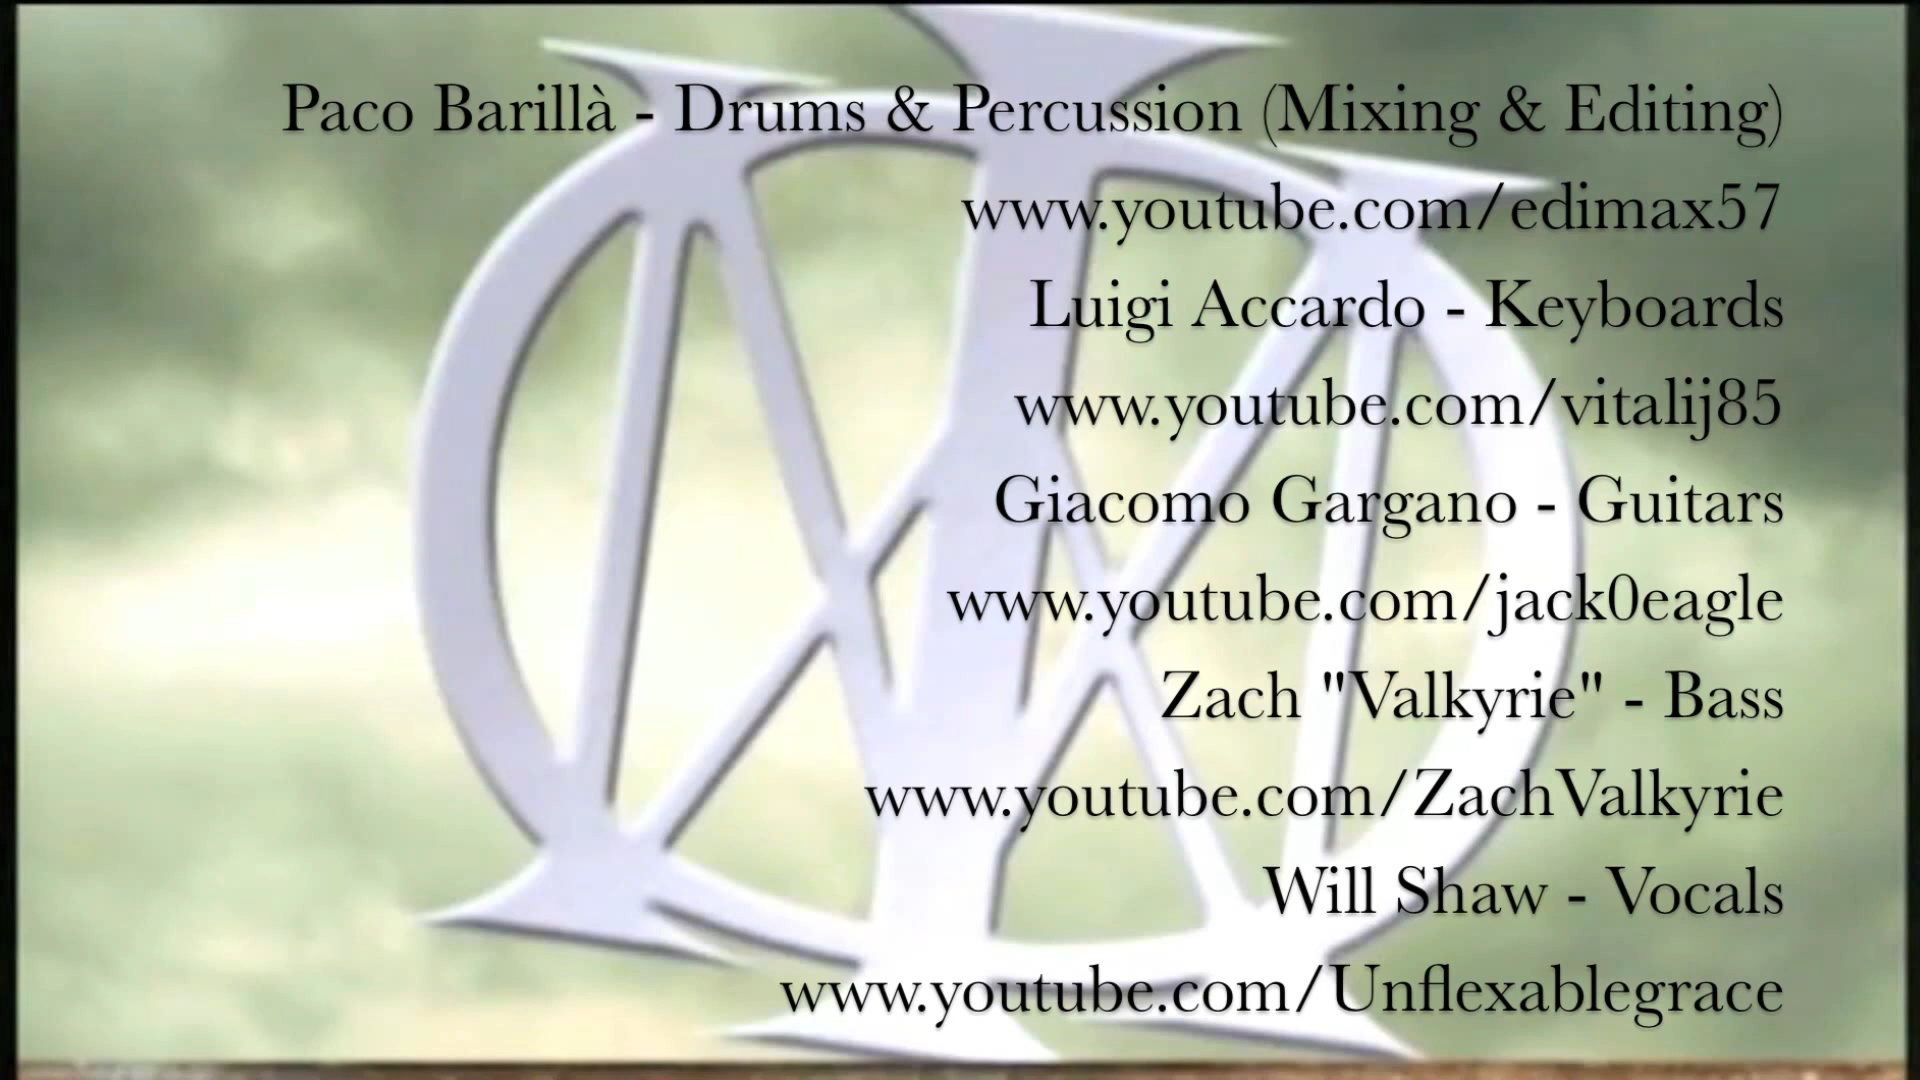 Paco Barillà - Drums & Percussion (Mixing & Editing)
www.youtube.com/edimax57
Luigi Accardo - Keyboards
www.youtube.com/vitalij85
Giacomo Gargano - Guitars
www.youtube.com/jack0eagle
Zach "Valkyrie" - Bass
www.youtube.com/ZachValkyrie
Will Shaw - Vocals
www.youtube.com/Unflexablegrace